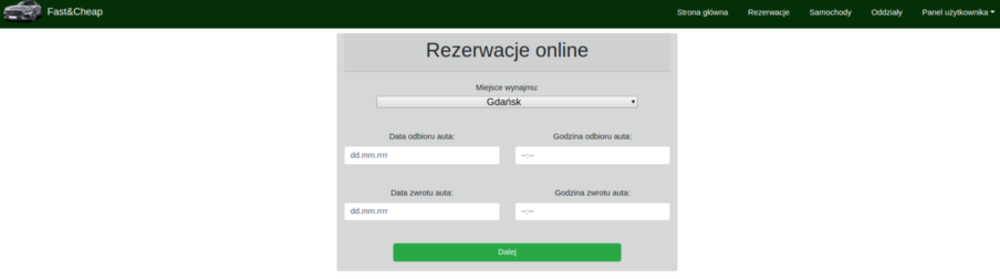 Fast&Cheap Strona główna Rezerwacje Samochody Oddziały Panel użytkownika
Rezerwacje online
Miejsce wynajmu:
Gdańsk
Data odbioru auta: Godzina odbioru auta:
dd.mm.rrrr --:--
Data zwrotu auta: Godzina zwrotu auta:
dd.mm.rrrr --:--
Dalej